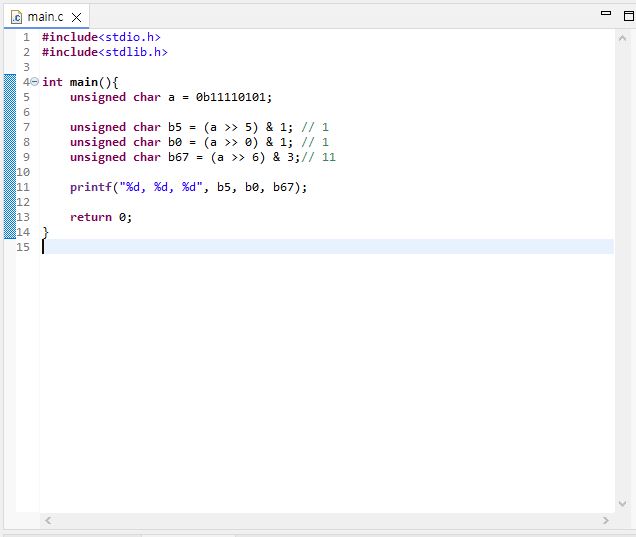 main.c
1 #include<stdio.h>
2 #include<stdlib.h>
3
4 int main(){
5     unsigned char a = 0b11110101;
6
7     unsigned char b5 = (a >> 5) & 1; // 1
8     unsigned char b0 = (a >> 0) & 1; // 1
9     unsigned char b67 = (a >> 6) & 3;// 11
10
11     printf("%d, %d, %d", b5, b0, b67);
12
13     return 0;
14 }
15